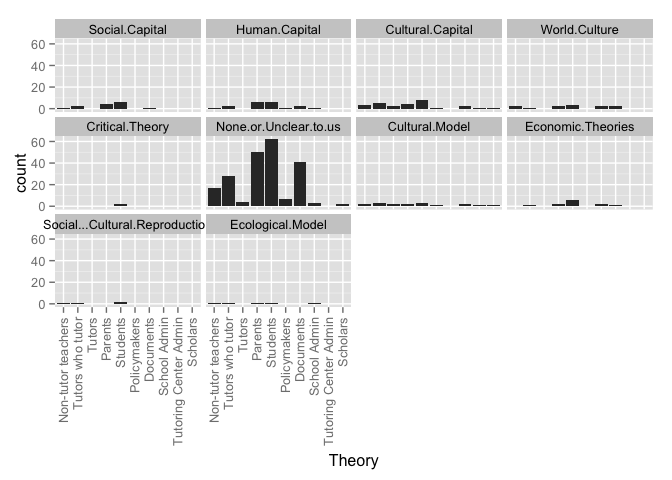 Social.Capital Human.Capital Cultural.Capital World.Culture
60
40
20
0
Critical.Theory None.or.Unclear.to.us Cultural.Model Economic.Theories
60
40
20
0
Social...Cultural.Reproductio Ecological.Model
60
40
20
0
count
Non-tutor teachers
Tutors who tutor
Tutors
Parents
Students
Policymakers
Documents
School Admin
Tutoring Center Admin
Scholars
Non-tutor teachers
Tutors who tutor
Tutors
Parents
Students
Policymakers
Documents
School Admin
Tutoring Center Admin
Scholars
Theory